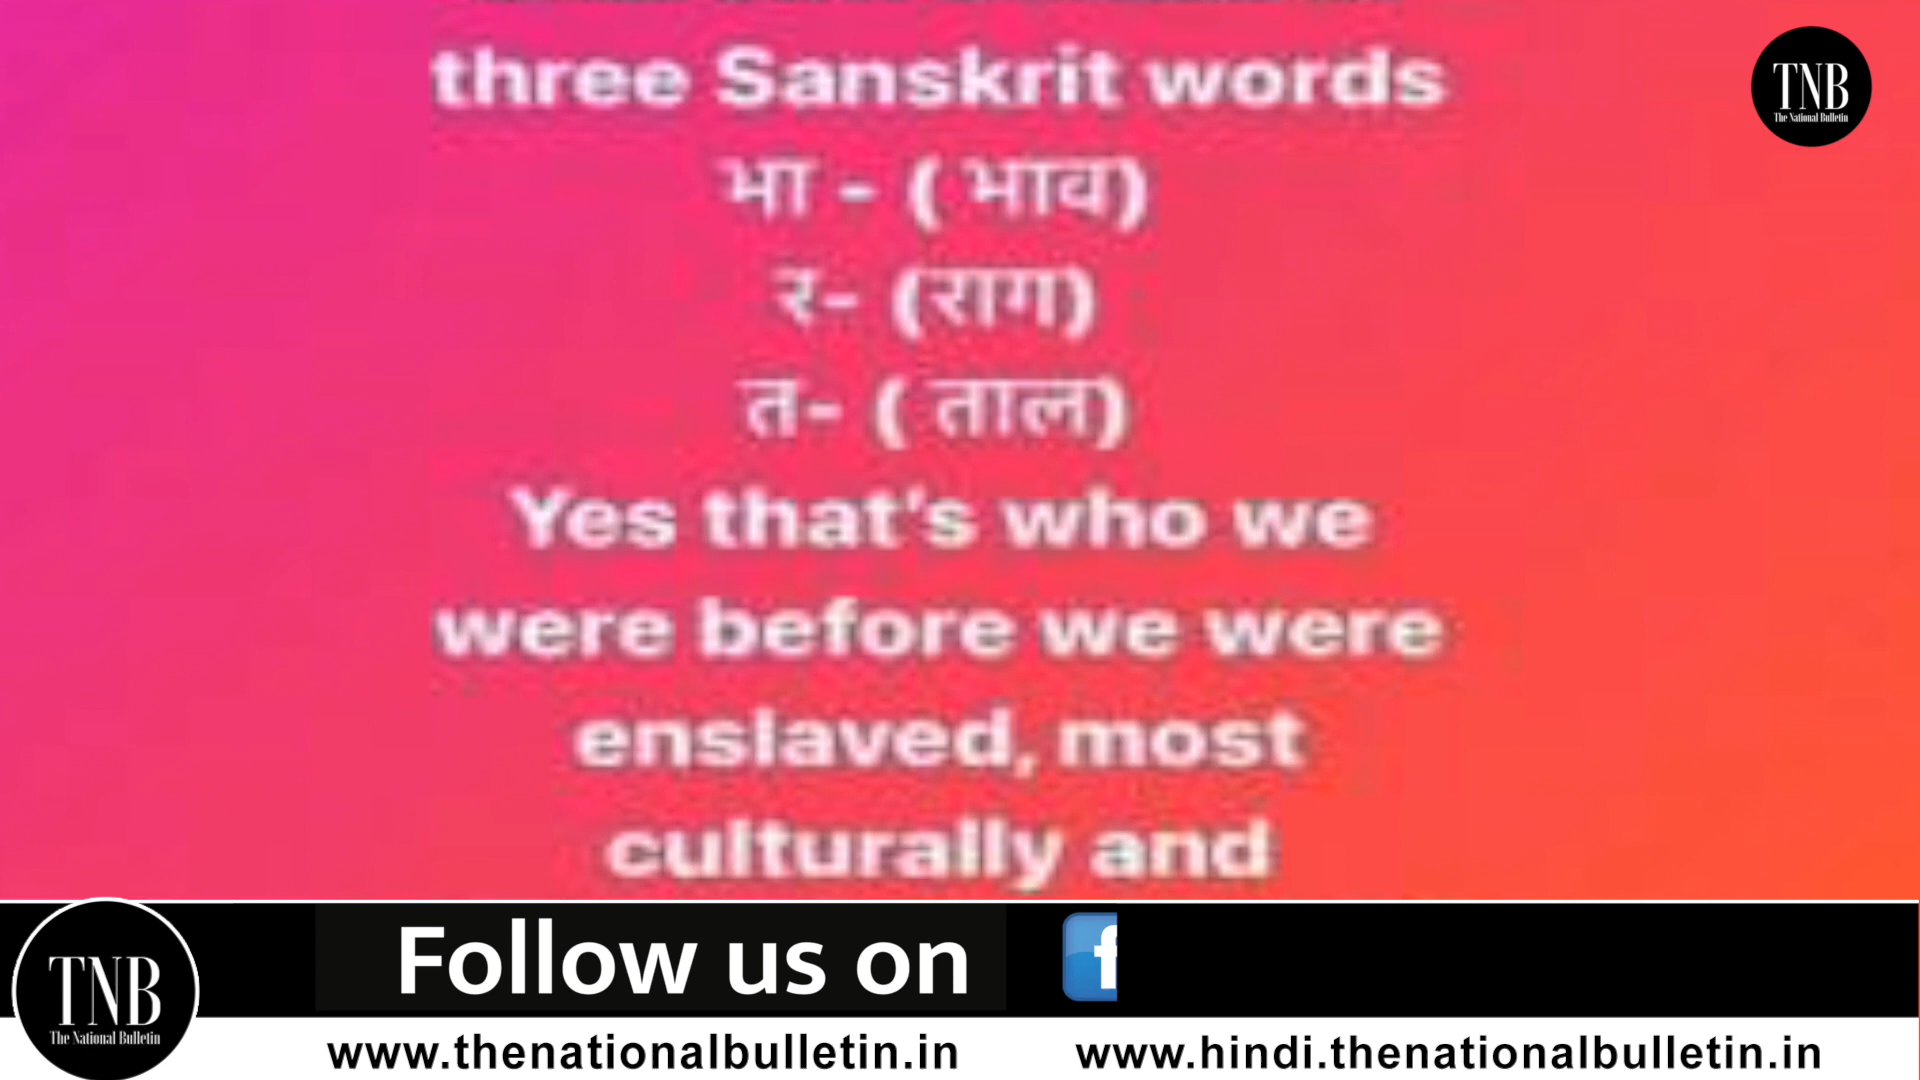 three Sanskrit words
भा - ( भाव)
र- (राग)
त- ( ताल)
Yes that's who we
were before we were
enslaved, most
culturally and
TNB
The National Bulletin
TNB
The National Bulletin
Follow us on
f
www.thenationalbulletin.in
www.hindi.thenationalbulletin.in